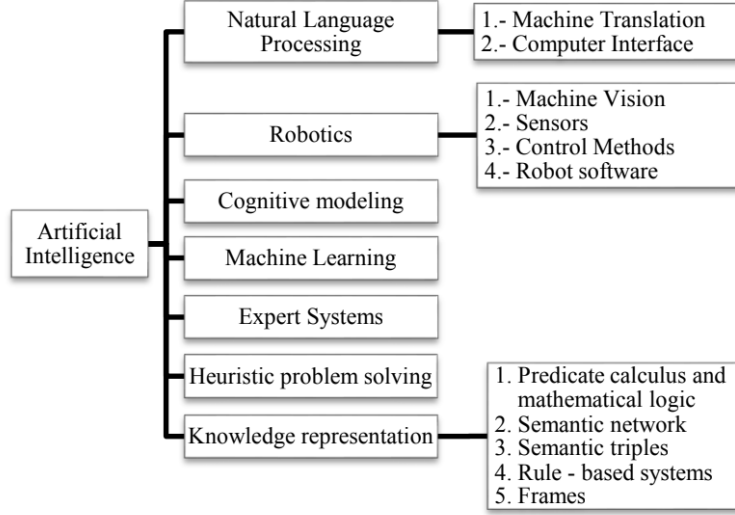 Natural Language
Processing
1.- Machine Translation
2.- Computer Interface
Robotics
1.- Machine Vision
2.- Sensors
3.- Control Methods
4.- Robot software
Cognitive modeling
Artificial
Intelligence
Machine Learning
Expert Systems
Heuristic problem solving
Knowledge representation
1. Predicate calculus and
mathematical logic
2. Semantic network
3. Semantic triples
4. Rule - based systems
5. Frames